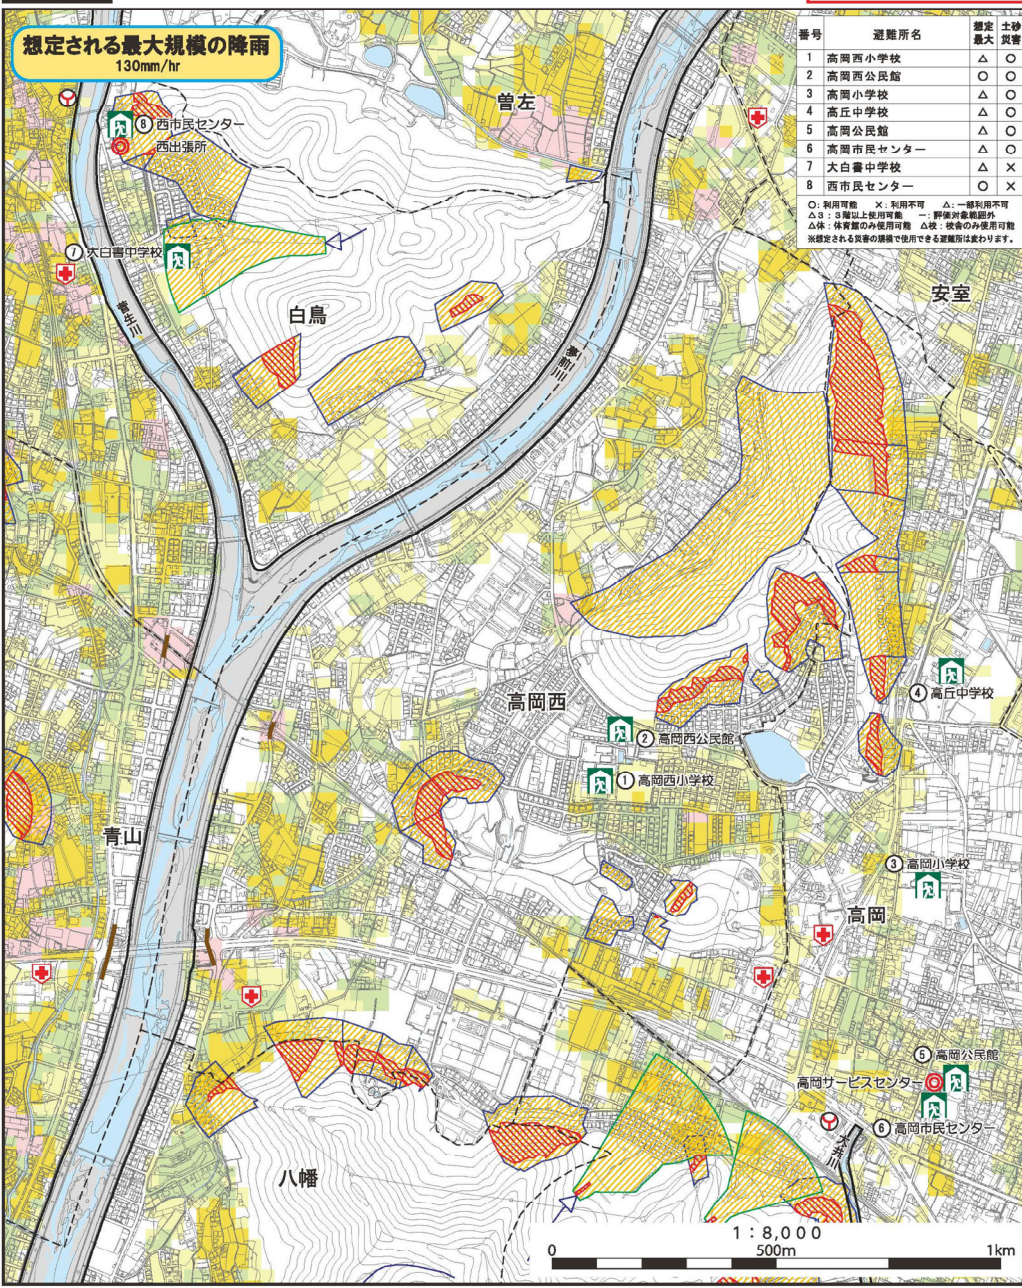 想定される最大規模の降雨
130mm/hr
番号 避難所名 想定最大 土砂災害
1 高岡西小学校 △ ○
2 高岡西公民館 ○ ○
3 高岡小学校 △ ○
4 高丘中学校 △ ○
5 高岡公民館 △ ○
6 高岡市民センター △ ○
7 大白書中学校 △ ×
8 西市民センター ○ ×
○:利用可能 ×:利用不可 △:一部利用不可
△3:3階以上使用可能 ー:評価対象範囲外
△体:体育館のみ使用可能 △校:校舎のみ使用可能
※想定される災害の規模で使用できる避難所は変わります。
曽左
⑧ 西市民センター
西出張所
⑦ 大白書中学校
菅生川
白鳥
夢前川
安室
高岡西
④ 高丘中学校
② 高岡西公民館
① 高岡西小学校
青山
③ 高岡小学校
高岡
⑤ 高岡公民館
高岡サービスセンター
⑥ 高岡市民センター
大井川
八幡
1:8,000
0 500m 1km